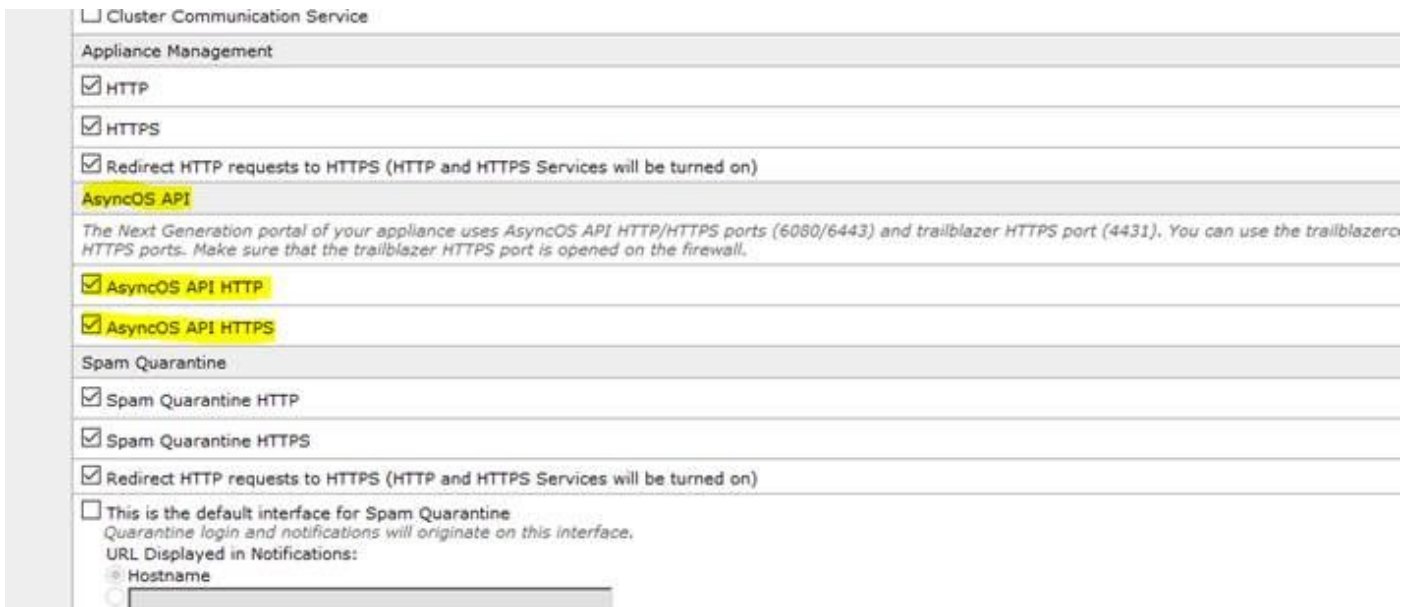 Cluster Communication Service
Appliance Management
HTTP
HTTPS
Redirect HTTP requests to HTTPS (HTTP and HTTPS Services will be turned on)
AsyncOS API
The Next Generation portal of your appliance uses AsyncOS API HTTP/HTTPS ports (6080/6443) and trailblazer HTTPS port (4431). You can use the trailblazerc
HTTPS ports. Make sure that the trailblazer HTTPS port is opened on the firewall.
AsyncOS API HTTP
AsyncOS API HTTPS
Spam Quarantine
Spam Quarantine HTTP
Spam Quarantine HTTPS
Redirect HTTP requests to HTTPS (HTTP and HTTPS Services will be turned on)
This is the default interface for Spam Quarantine
Quarantine login and notifications will originate on this interface.
URL Displayed in Notifications:
Hostname